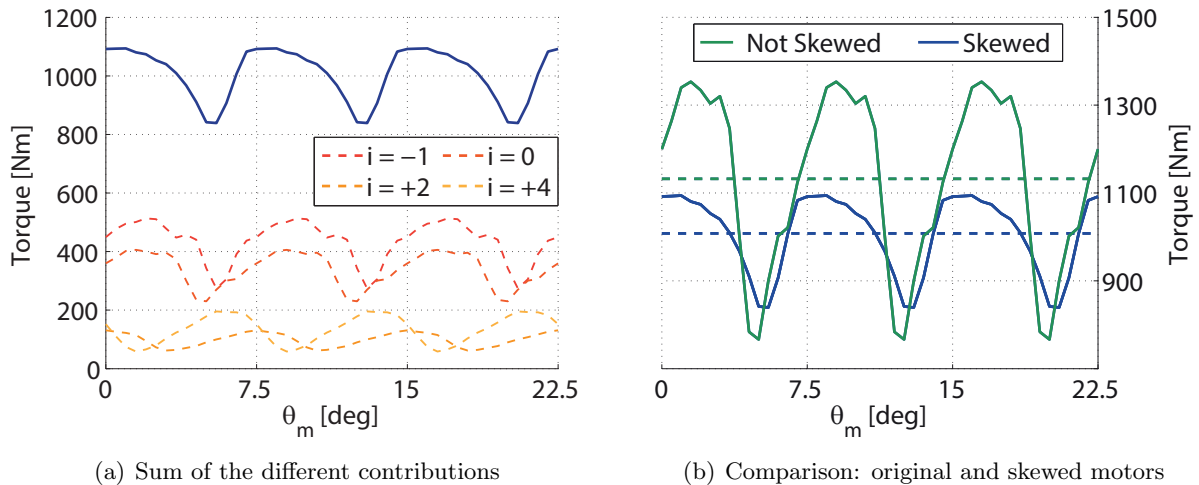 1200
1000
800
600
400
200
0
Torque [Nm]
i = −1
i = 0
i = +2
i = +4
0
7.5
15
22.5
θm [deg]
(a) Sum of the different contributions
Not Skewed
Skewed
1500
1300
1100
900
Torque [Nm]
0
7.5
15
22.5
θm [deg]
(b) Comparison: original and skewed motors